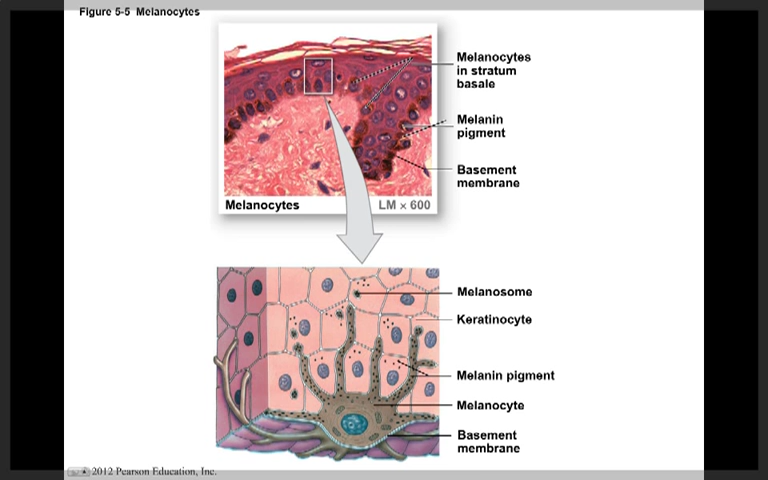 Figure 5-5 Melanocytes
Melanocytes
in stratum
basale
Melanin
pigment
Basement
membrane
Melanocytes LM × 600
Melanosome
Keratinocyte
Melanin pigment
Melanocyte
Basement
membrane
2012 Pearson Education, Inc.